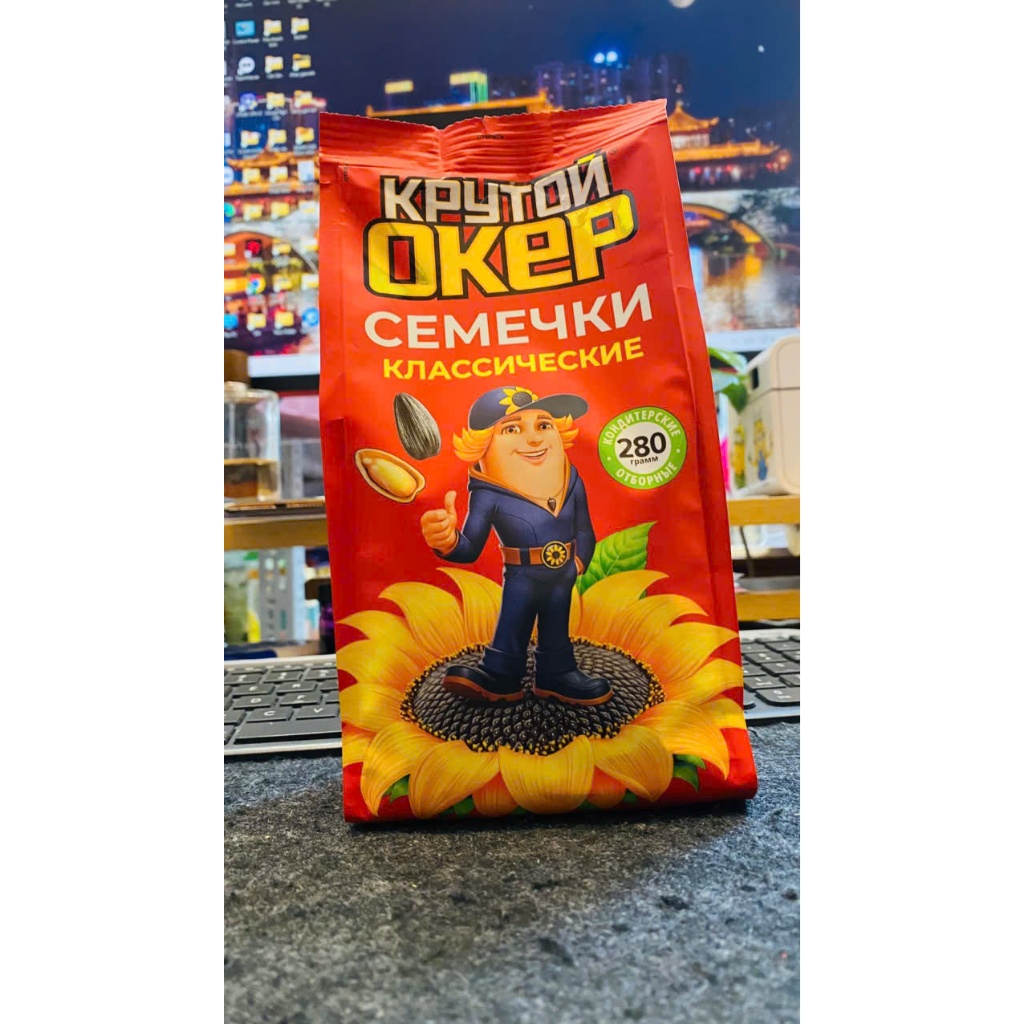 КРУТОЙ
ОКЕР
СЕМЕЧКИ
КЛАССИЧЕСКИЕ
КОНДИТЕРСКИЕ
280
грамм
ОТБОРНЫЕ